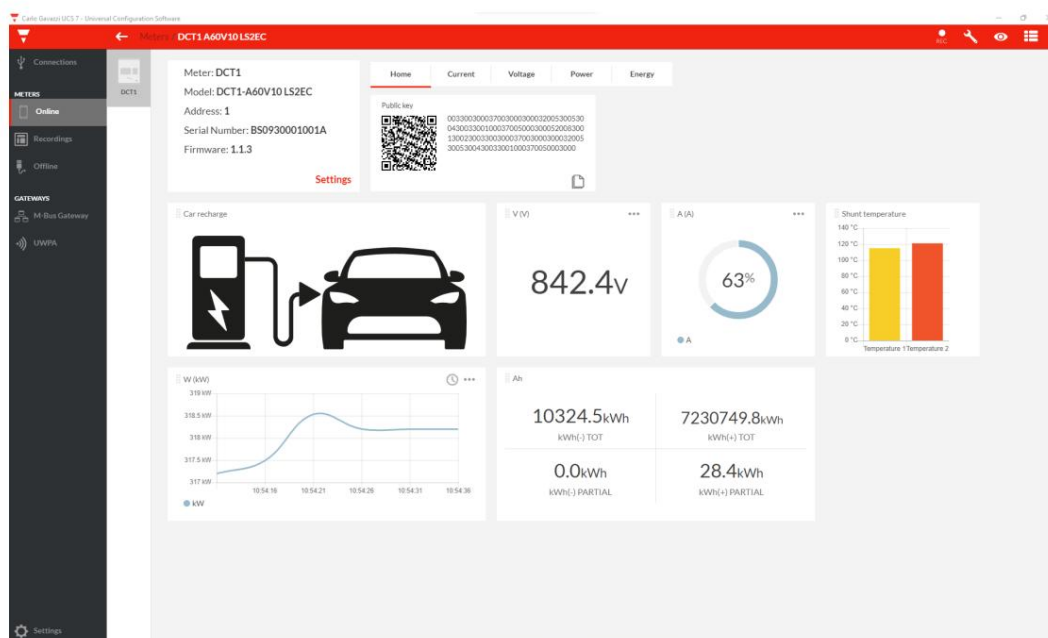 Carlo Gavazzi UCS 7 - Universal Configuration Software
Meters / DCT1 A60V10 LS2EC
REC
Connections
METERS
Online
Recordings
Offline
GATEWAYS
M-Bus Gateway
UWPA
Settings
DCT1
Meter: DCT1
Model: DCT1-A60V10 LS2EC
Address: 1
Serial Number: BS0930001001A
Firmware: 1.1.3
Settings
Home Current Voltage Power Energy
Public key
Car recharge
V (V)
842.4V
A (A)
63%
A
Shunt temperature
140 °C
120 °C
100 °C
80 °C
60 °C
40 °C
20 °C
0 °C
Temperature 1 Temperature 2
W (kW)
319 kW
318.5 kW
318 kW
317.5 kW
317 kW
10:54:16 10:54:21 10:54:26 10:54:31 10:54:36
kW
Ah
10324.5kWh
kWh(-) TOT
7230749.8kWh
kWh(+) TOT
0.0kWh
kWh(-) PARTIAL
28.4kWh
kWh(+) PARTIAL